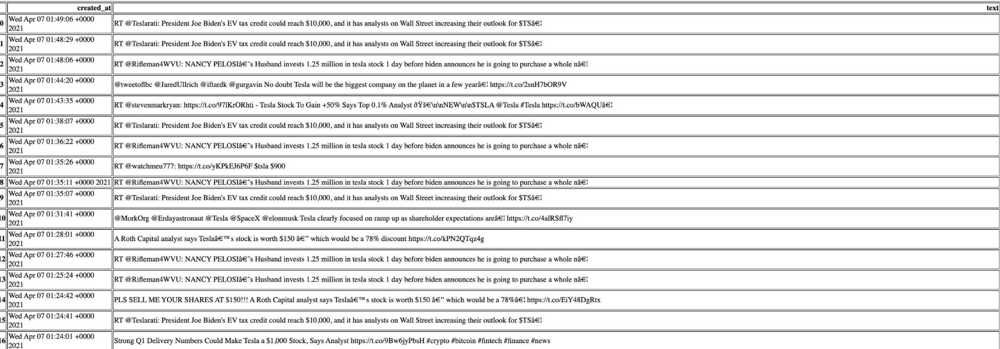 created_at text
0 Wed Apr 07 01:49:06 +0000 2021 RT @Teslarati: President Joe Biden's EV tax credit could reach $10,000, and it has analysts on Wall Street increasing their outlook for $TSâ€¦
1 Wed Apr 07 01:48:29 +0000 2021 RT @Teslarati: President Joe Biden's EV tax credit could reach $10,000, and it has analysts on Wall Street increasing their outlook for $TSâ€¦
2 Wed Apr 07 01:48:06 +0000 2021 RT @Rifleman4WVU: NANCY PELOSIâ€˜s Husband invests 1.25 million in tesla stock 1 day before biden announces he is going to purchase a whole nâ€¦
3 Wed Apr 07 01:44:20 +0000 2021 @tweetoflbc @JaredUllrich @iftardk @gurgavin No doubt Tesla will be the biggest company on the planet in a few yearâ€¦ https://t.co/2snH7bOR9V
4 Wed Apr 07 01:43:35 +0000 2021 RT @stevenmarkryan: https://t.co/97lKrORhti - Tesla Stock To Gain +50% Says Top 0.1% Analyst ðŸš€\n\nNEW\n\n$TSLA @Tesla #Tesla https://t.co/bWAQUâ€¦
5 Wed Apr 07 01:38:07 +0000 2021 RT @Teslarati: President Joe Biden's EV tax credit could reach $10,000, and it has analysts on Wall Street increasing their outlook for $TSâ€¦
6 Wed Apr 07 01:36:22 +0000 2021 RT @Rifleman4WVU: NANCY PELOSIâ€˜s Husband invests 1.25 million in tesla stock 1 day before biden announces he is going to purchase a whole nâ€¦
7 Wed Apr 07 01:35:26 +0000 2021 RT @watchmeu777: https://t.co/yKPkEJ6P6F $tsla $900
8 Wed Apr 07 01:35:11 +0000 2021 RT @Rifleman4WVU: NANCY PELOSIâ€˜s Husband invests 1.25 million in tesla stock 1 day before biden announces he is going to purchase a whole nâ€¦
9 Wed Apr 07 01:35:07 +0000 2021 RT @Teslarati: President Joe Biden's EV tax credit could reach $10,000, and it has analysts on Wall Street increasing their outlook for $TSâ€¦
10 Wed Apr 07 01:31:41 +0000 2021 @MorkOrg @Erdayastronaut @Tesla @SpaceX @elonmusk Tesla clearly focused on ramp up as shareholder expectations areâ€¦ https://t.co/4alRSfl7iy
11 Wed Apr 07 01:28:01 +0000 2021 A Roth Capital analyst says Teslaâ€™s stock is worth $150 â€” which would be a 78% discount https://t.co/kPN2QTqz4g
12 Wed Apr 07 01:27:46 +0000 2021 RT @Rifleman4WVU: NANCY PELOSIâ€˜s Husband invests 1.25 million in tesla stock 1 day before biden announces he is going to purchase a whole nâ€¦
13 Wed Apr 07 01:25:24 +0000 2021 RT @Rifleman4WVU: NANCY PELOSIâ€˜s Husband invests 1.25 million in tesla stock 1 day before biden announces he is going to purchase a whole nâ€¦
14 Wed Apr 07 01:24:42 +0000 2021 PLS SELL ME YOUR SHARES AT $150!!! A Roth Capital analyst says Teslaâ€™s stock is worth $150 â€” which would be a 78%â€¦ https://t.co/EiY48DgRtx
15 Wed Apr 07 01:24:41 +0000 2021 RT @Teslarati: President Joe Biden's EV tax credit could reach $10,000, and it has analysts on Wall Street increasing their outlook for $TSâ€¦
16 Wed Apr 07 01:24:01 +0000 2021 Strong Q1 Delivery Numbers Could Make Tesla a $1,000 Stock, Says Analyst https://t.co/9Bw6jyPbsH #crypto #bitcoin #fintech #finance #news